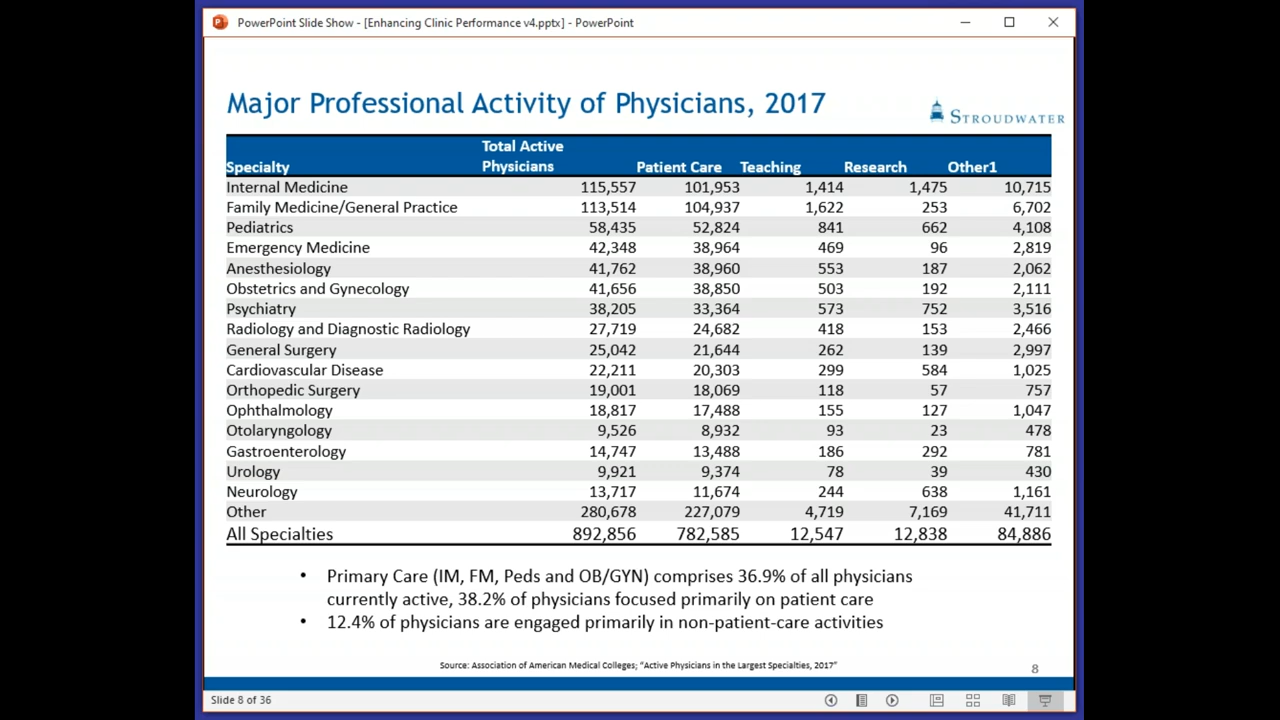 PowerPoint Slide Show - [Enhancing Clinic Performance v4.pptx] - PowerPoint
Major Professional Activity of Physicians, 2017
STROUDWATER
Specialty Total Active Physicians Patient Care Teaching Research Other1
Internal Medicine 115,557 101,953 1,414 1,475 10,715
Family Medicine/General Practice 113,514 104,937 1,622 253 6,702
Pediatrics 58,435 52,824 841 662 4,108
Emergency Medicine 42,348 38,964 469 96 2,819
Anesthesiology 41,762 38,960 553 187 2,062
Obstetrics and Gynecology 41,656 38,850 503 192 2,111
Psychiatry 38,205 33,364 573 752 3,516
Radiology and Diagnostic Radiology 27,719 24,682 418 153 2,466
General Surgery 25,042 21,644 262 139 2,997
Cardiovascular Disease 22,211 20,303 299 584 1,025
Orthopedic Surgery 19,001 18,069 118 57 757
Ophthalmology 18,817 17,488 155 127 1,047
Otolaryngology 9,526 8,932 93 23 478
Gastroenterology 14,747 13,488 186 292 781
Urology 9,921 9,374 78 39 430
Neurology 13,717 11,674 244 638 1,161
Other 280,678 227,079 4,719 7,169 41,711
All Specialties 892,856 782,585 12,547 12,838 84,886
• Primary Care (IM, FM, Peds and OB/GYN) comprises 36.9% of all physicians
currently active, 38.2% of physicians focused primarily on patient care
• 12.4% of physicians are engaged primarily in non-patient-care activities
Source: Association of American Medical Colleges; "Active Physicians in the Largest Specialties, 2017"
8
Slide 8 of 36